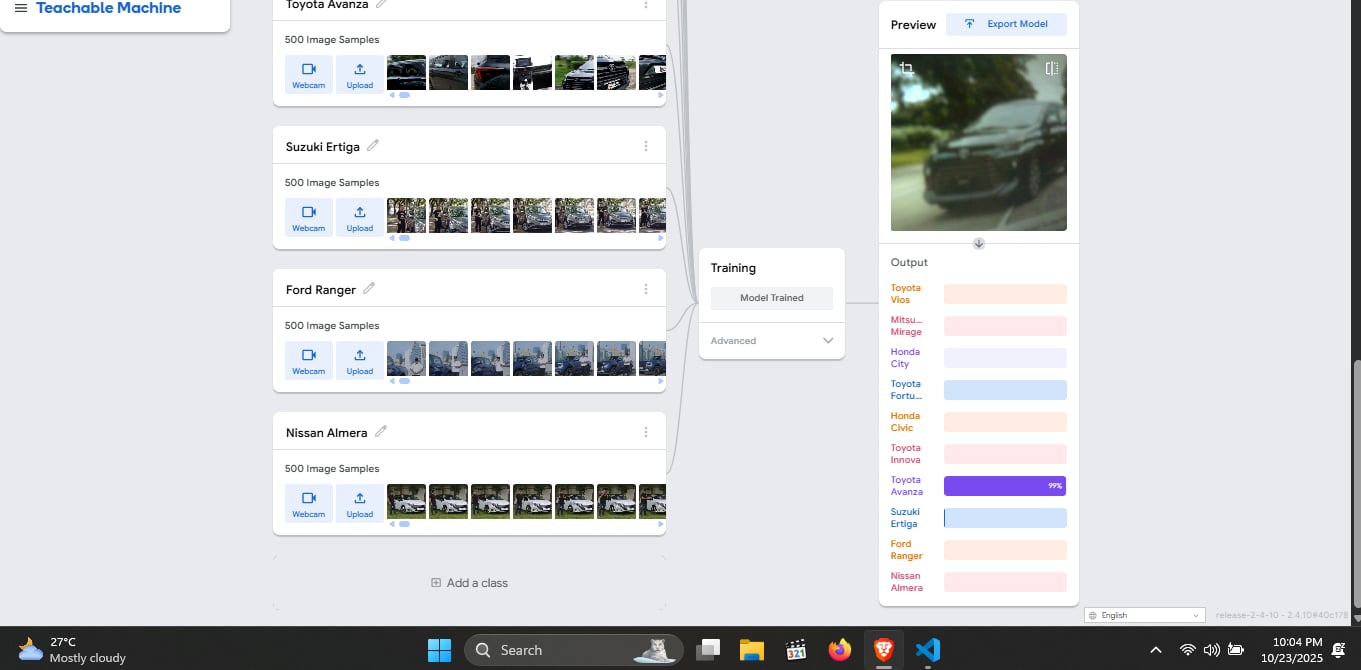 Teachable Machine
Toyota Avanza
500 Image Samples
Webcam
Upload
Suzuki Ertiga
500 Image Samples
Webcam
Upload
Ford Ranger
500 Image Samples
Webcam
Upload
Nissan Almera
500 Image Samples
Webcam
Upload
Add a class
Training
Model Trained
Advanced
Preview
Export Model
Output
Toyota
Vios
Mitsu...
Mirage
Honda
City
Toyota
Fortu...
Honda
Civic
Toyota
Innova
Toyota
Avanza
99%
Suzuki
Ertiga
Ford
Ranger
Nissan
Almera
English
release-2-4-10 - 2.4.10#40c178
27°C
Mostly cloudy
Search
321
10:04 PM
10/23/2025